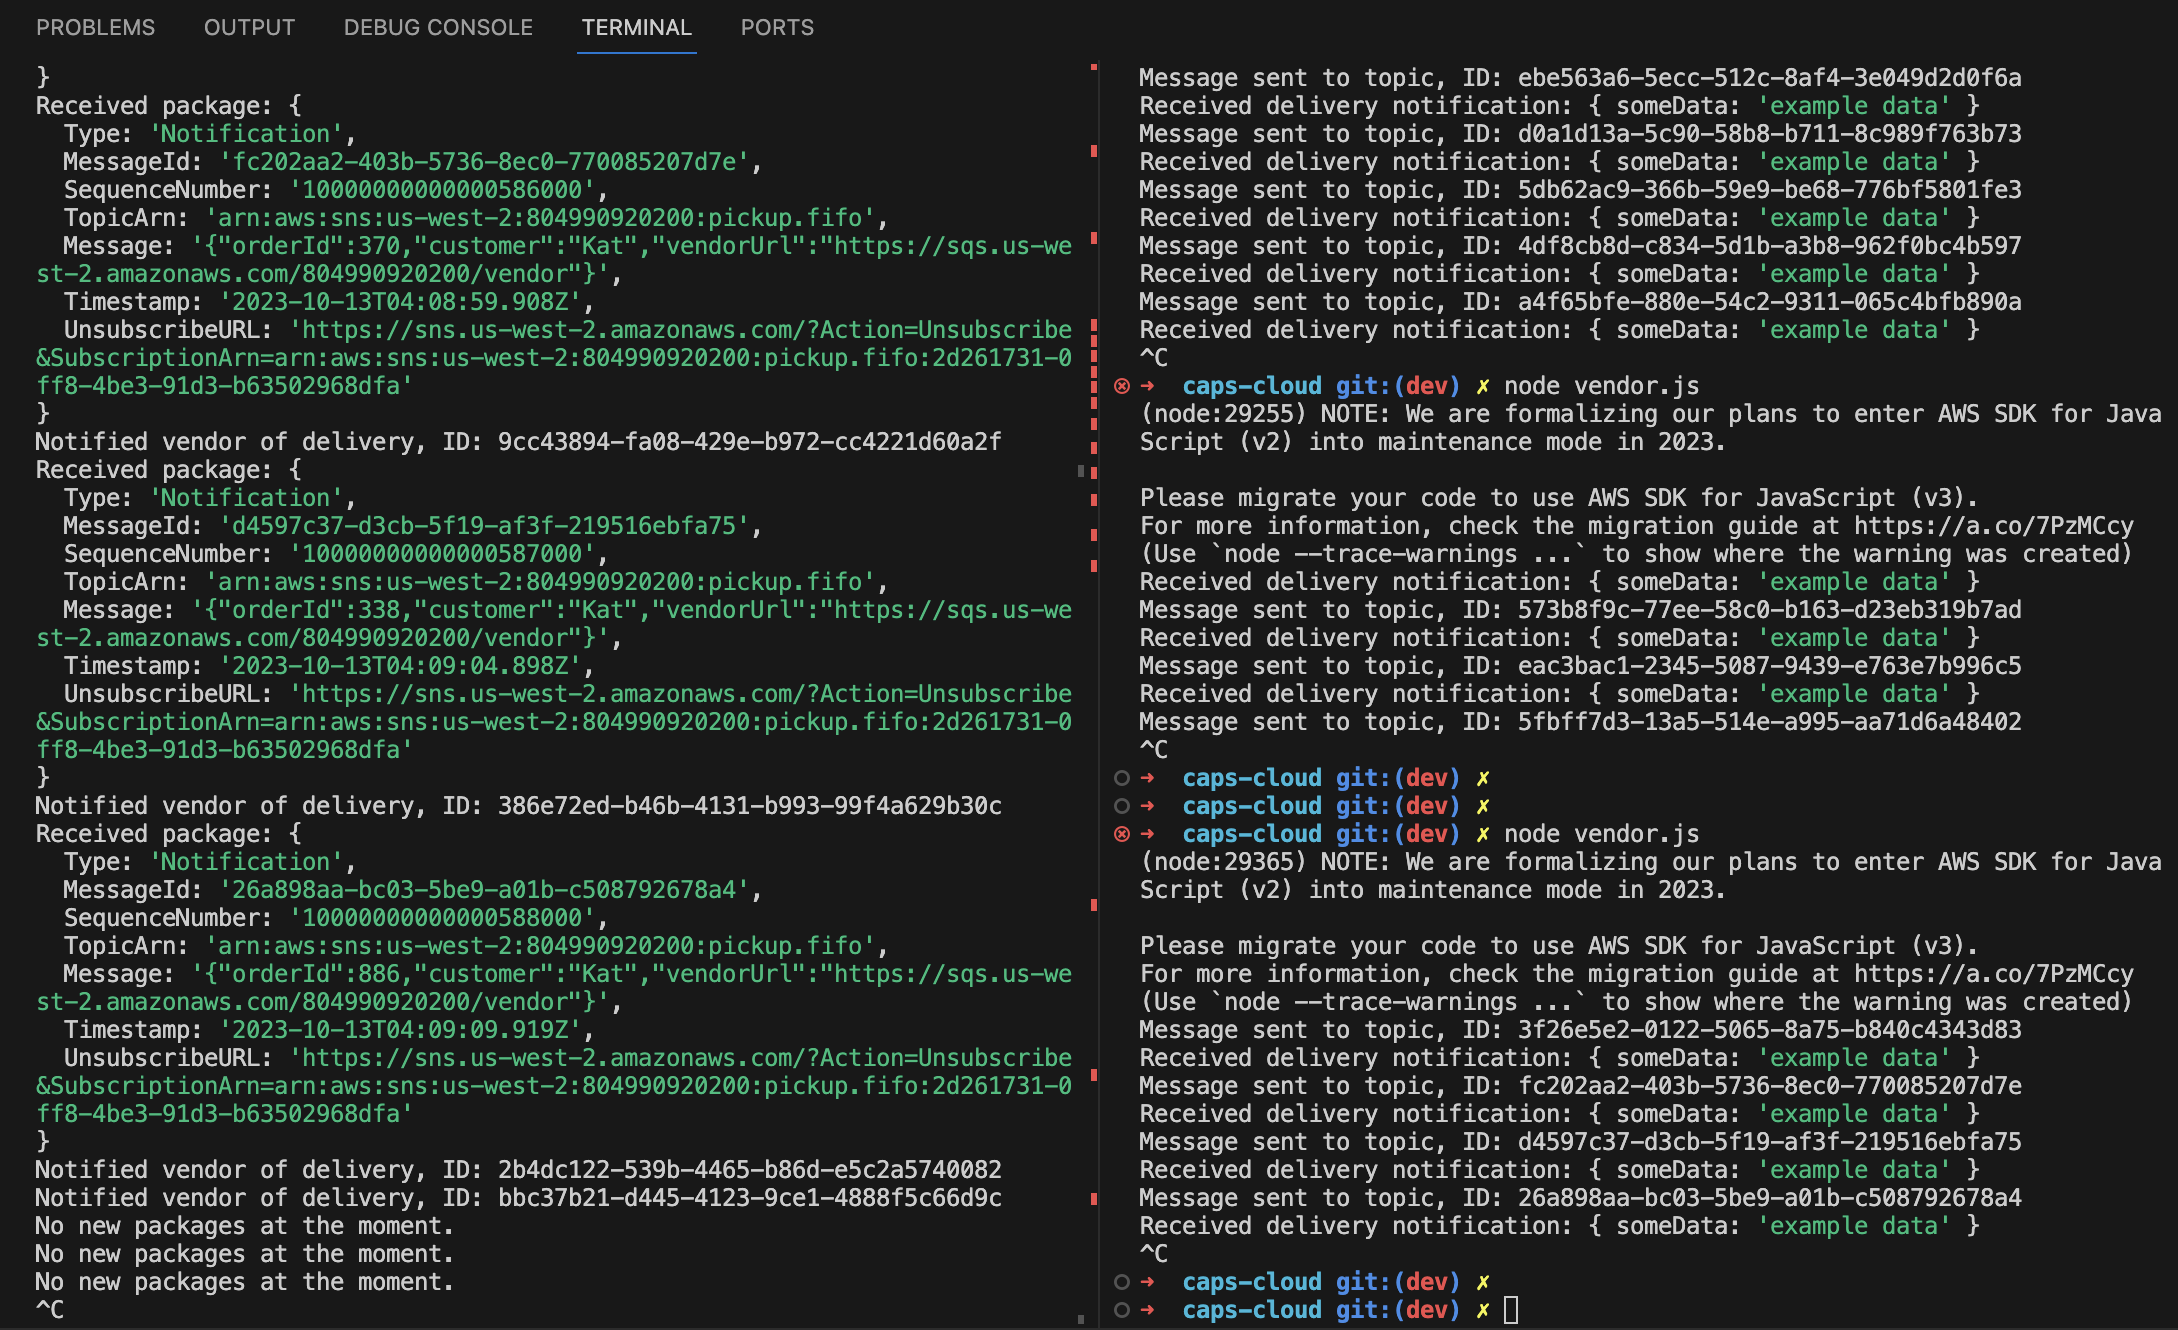 PROBLEMS OUTPUT DEBUG CONSOLE TERMINAL PORTS
}
Received package: {
  Type: 'Notification',
  MessageId: 'fc202aa2-403b-5736-8ec0-770085207d7e',
  SequenceNumber: '10000000000000586000',
  TopicArn: 'arn:aws:sns:us-west-2:804990920200:pickup.fifo',
  Message: '{"orderId":370,"customer":"Kat","vendorUrl":"https://sqs.us-we
st-2.amazonaws.com/804990920200/vendor"}',
  Timestamp: '2023-10-13T04:08:59.908Z',
  UnsubscribeURL: 'https://sns.us-west-2.amazonaws.com/?Action=Unsubscribe
&SubscriptionArn=arn:aws:sns:us-west-2:804990920200:pickup.fifo:2d261731-0
ff8-4be3-91d3-b63502968dfa'
}
Notified vendor of delivery, ID: 9cc43894-fa08-429e-b972-cc4221d60a2f
Received package: {
  Type: 'Notification',
  MessageId: 'd4597c37-d3cb-5f19-af3f-219516ebfa75',
  SequenceNumber: '10000000000000587000',
  TopicArn: 'arn:aws:sns:us-west-2:804990920200:pickup.fifo',
  Message: '{"orderId":338,"customer":"Kat","vendorUrl":"https://sqs.us-we
st-2.amazonaws.com/804990920200/vendor"}',
  Timestamp: '2023-10-13T04:09:04.898Z',
  UnsubscribeURL: 'https://sns.us-west-2.amazonaws.com/?Action=Unsubscribe
&SubscriptionArn=arn:aws:sns:us-west-2:804990920200:pickup.fifo:2d261731-0
ff8-4be3-91d3-b63502968dfa'
}
Notified vendor of delivery, ID: 386e72ed-b46b-4131-b993-99f4a629b30c
Received package: {
  Type: 'Notification',
  MessageId: '26a898aa-bc03-5be9-a01b-c508792678a4',
  SequenceNumber: '10000000000000588000',
  TopicArn: 'arn:aws:sns:us-west-2:804990920200:pickup.fifo',
  Message: '{"orderId":886,"customer":"Kat","vendorUrl":"https://sqs.us-we
st-2.amazonaws.com/804990920200/vendor"}',
  Timestamp: '2023-10-13T04:09:09.919Z',
  UnsubscribeURL: 'https://sns.us-west-2.amazonaws.com/?Action=Unsubscribe
&SubscriptionArn=arn:aws:sns:us-west-2:804990920200:pickup.fifo:2d261731-0
ff8-4be3-91d3-b63502968dfa'
}
Notified vendor of delivery, ID: 2b4dc122-539b-4465-b86d-e5c2a5740082
Notified vendor of delivery, ID: bbc37b21-d445-4123-9ce1-4888f5c66d9c
No new packages at the moment.
No new packages at the moment.
No new packages at the moment.
^C
Message sent to topic, ID: ebe563a6-5ecc-512c-8af4-3e049d2d0f6a
Received delivery notification: { someData: 'example data' }
Message sent to topic, ID: d0a1d13a-5c90-58b8-b711-8c989f763b73
Received delivery notification: { someData: 'example data' }
Message sent to topic, ID: 5db62ac9-366b-59e9-be68-776bf5801fe3
Received delivery notification: { someData: 'example data' }
Message sent to topic, ID: 4df8cb8d-c834-5d1b-a3b8-962f0bc4b597
Received delivery notification: { someData: 'example data' }
Message sent to topic, ID: a4f65bfe-880e-54c2-9311-065c4bfb890a
Received delivery notification: { someData: 'example data' }
^C
➜  caps-cloud git:(dev) ✗ node vendor.js
(node:29255) NOTE: We are formalizing our plans to enter AWS SDK for Java
Script (v2) into maintenance mode in 2023.

Please migrate your code to use AWS SDK for JavaScript (v3).
For more information, check the migration guide at https://a.co/7PzMCcy
(Use `node --trace-warnings ...` to show where the warning was created)
Received delivery notification: { someData: 'example data' }
Message sent to topic, ID: 573b8f9c-77ee-58c0-b163-d23eb319b7ad
Received delivery notification: { someData: 'example data' }
Message sent to topic, ID: eac3bac1-2345-5087-9439-e763e7b996c5
Received delivery notification: { someData: 'example data' }
Message sent to topic, ID: 5fbff7d3-13a5-514e-a995-aa71d6a48402
^C
➜  caps-cloud git:(dev) ✗
➜  caps-cloud git:(dev) ✗
➜  caps-cloud git:(dev) ✗ node vendor.js
(node:29365) NOTE: We are formalizing our plans to enter AWS SDK for Java
Script (v2) into maintenance mode in 2023.

Please migrate your code to use AWS SDK for JavaScript (v3).
For more information, check the migration guide at https://a.co/7PzMCcy
(Use `node --trace-warnings ...` to show where the warning was created)
Message sent to topic, ID: 3f26e5e2-0122-5065-8a75-b840c4343d83
Received delivery notification: { someData: 'example data' }
Message sent to topic, ID: fc202aa2-403b-5736-8ec0-770085207d7e
Received delivery notification: { someData: 'example data' }
Message sent to topic, ID: d4597c37-d3cb-5f19-af3f-219516ebfa75
Received delivery notification: { someData: 'example data' }
Message sent to topic, ID: 26a898aa-bc03-5be9-a01b-c508792678a4
Received delivery notification: { someData: 'example data' }
^C
➜  caps-cloud git:(dev) ✗
➜  caps-cloud git:(dev) ✗